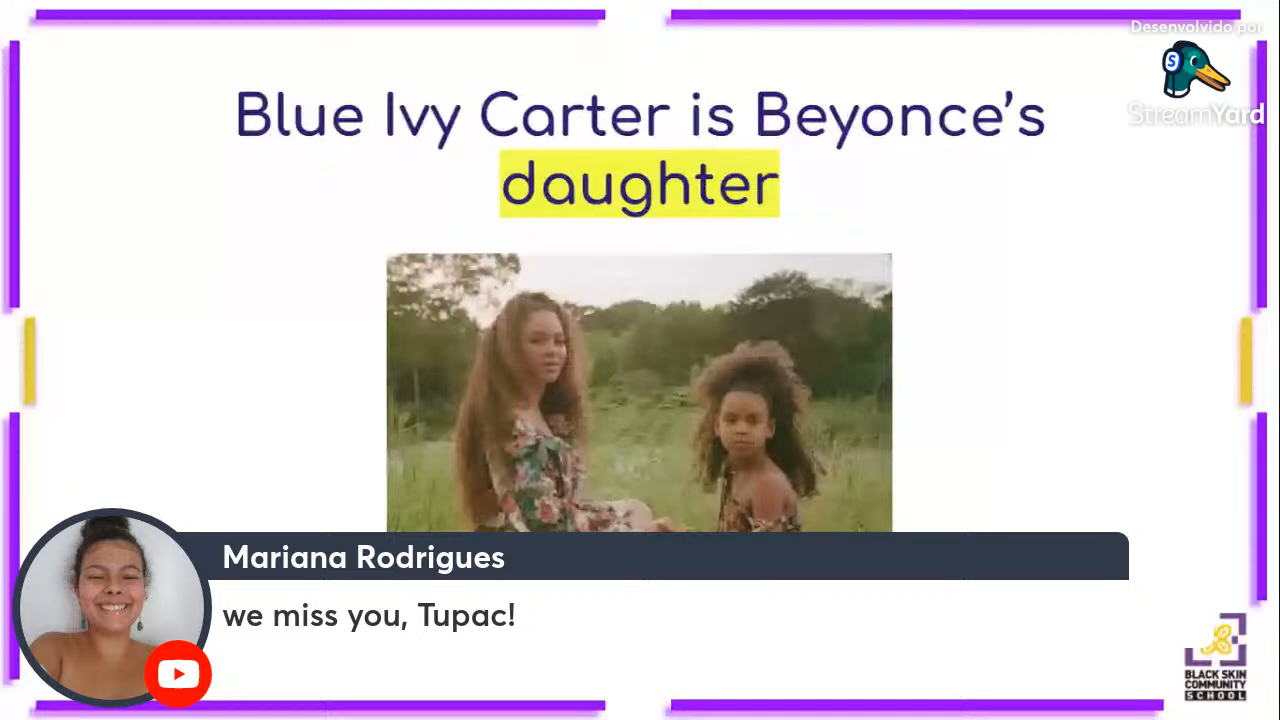 Desenvolvido por
StreamYard
Blue Ivy Carter is Beyonce's
daughter
Mariana Rodrigues
we miss you, Tupac!
BLACK SKIN
COMMUNITY
SCHOOL